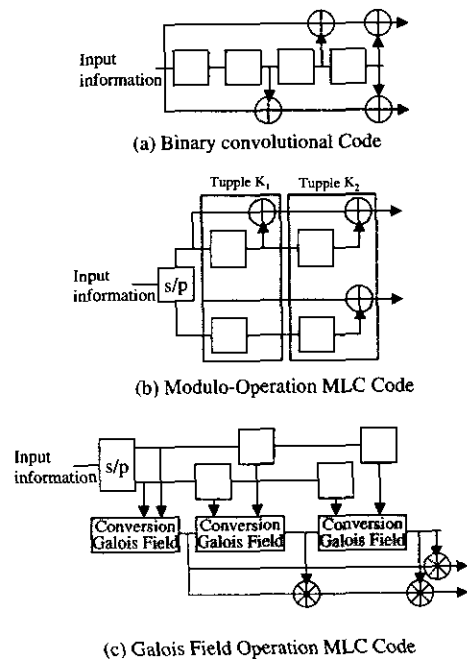 Input
information
(a) Binary convolutional Code
Tupple K1 Tupple K2
Input
information
s/p
(b) Modulo-Operation MLC Code
Input
information
s/p
Conversion
Galois Field
Conversion
Galois Field
Conversion
Galois Field
(c) Galois Field Operation MLC Code